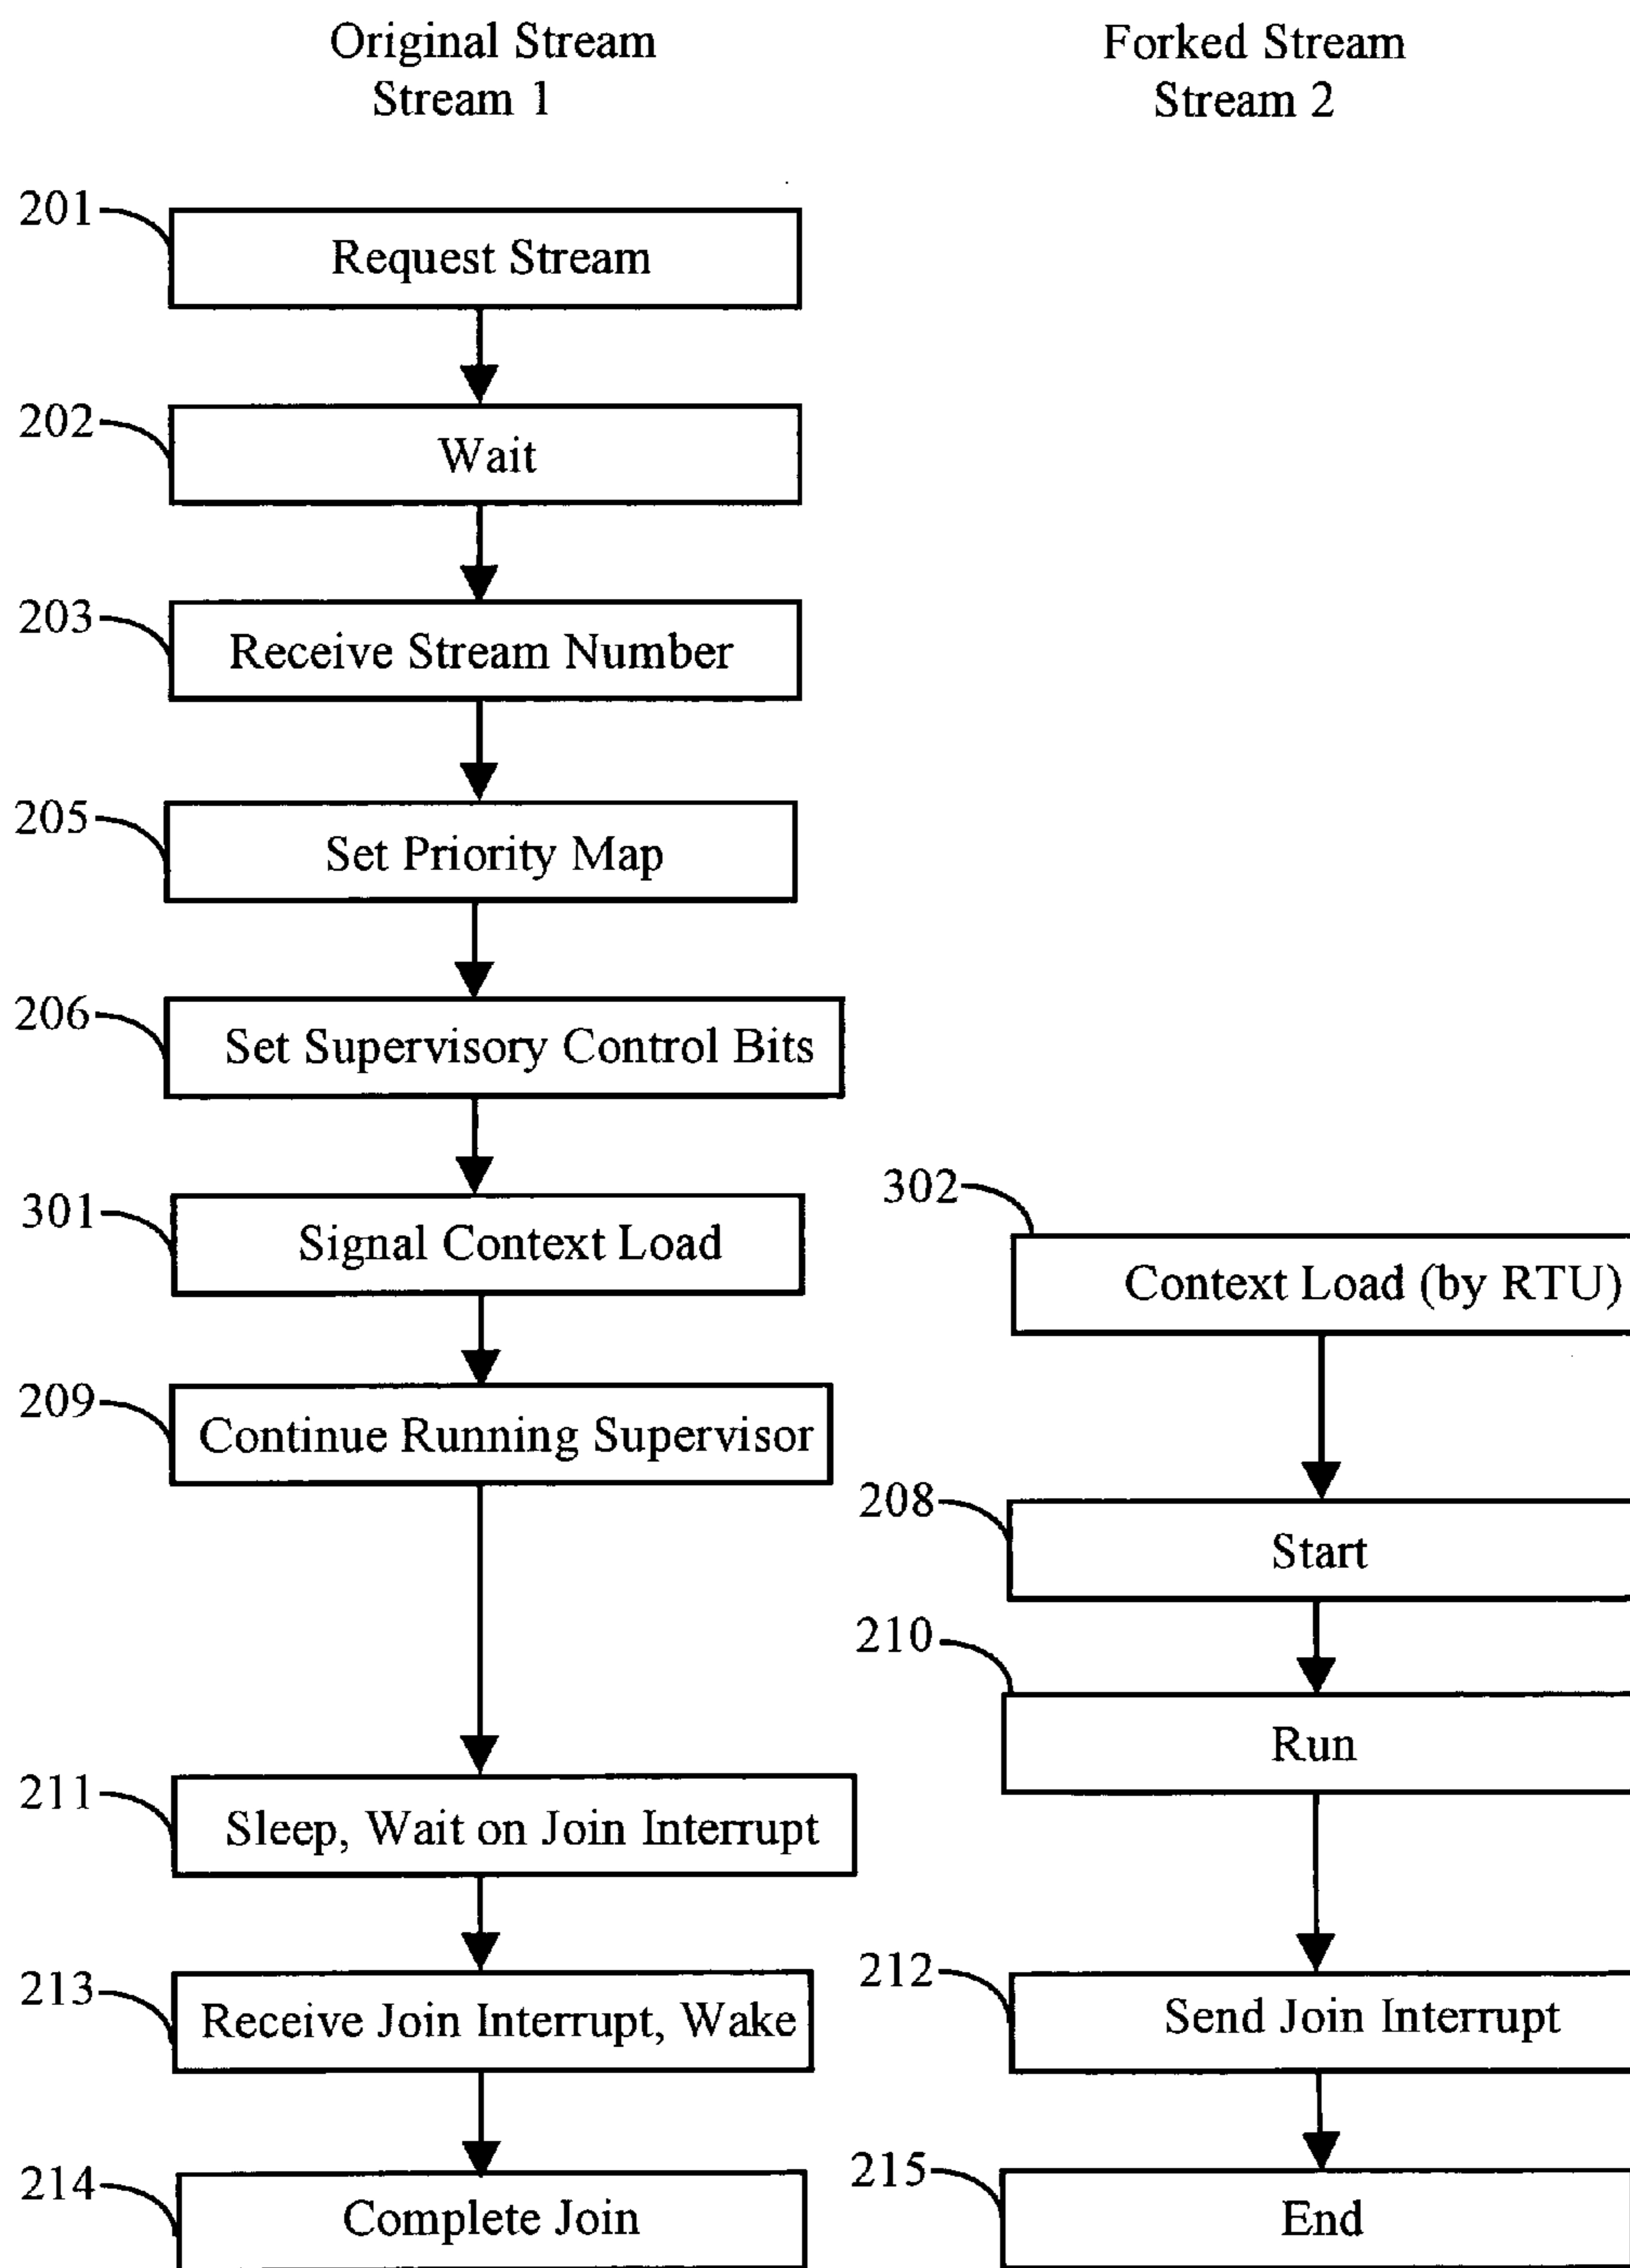 Original Stream
Stream 1
Forked Stream
Stream 2
201
Request Stream
202
Wait
203
Receive Stream Number
205
Set Priority Map
206
Set Supervisory Control Bits
301
Signal Context Load
302
Context Load (by RTU)
209
Continue Running Supervisor
208
Start
210
Run
211
Sleep, Wait on Join Interrupt
213
Receive Join Interrupt, Wake
212
Send Join Interrupt
214
Complete Join
215
End